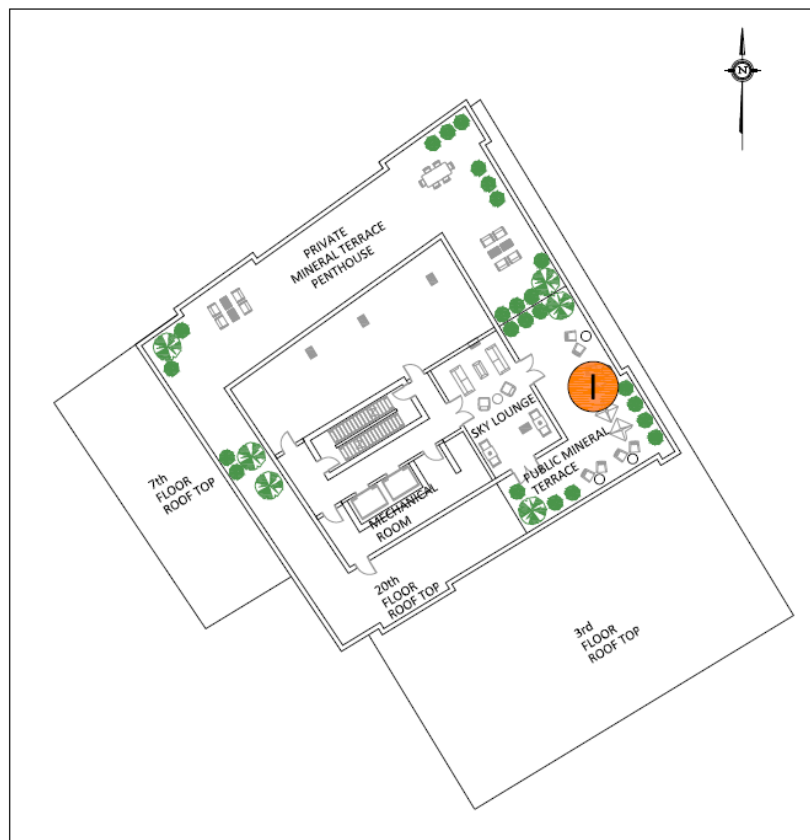 N
PRIVATE
MINERAL TERRACE
PENTHOUSE
I
SKY LOUNGE
PUBLIC MINERAL
TERRACE
7th
FLOOR
ROOF TOP
MECHANICAL
ROOM
20th
FLOOR
ROOF TOP
3rd
FLOOR
ROOF TOP